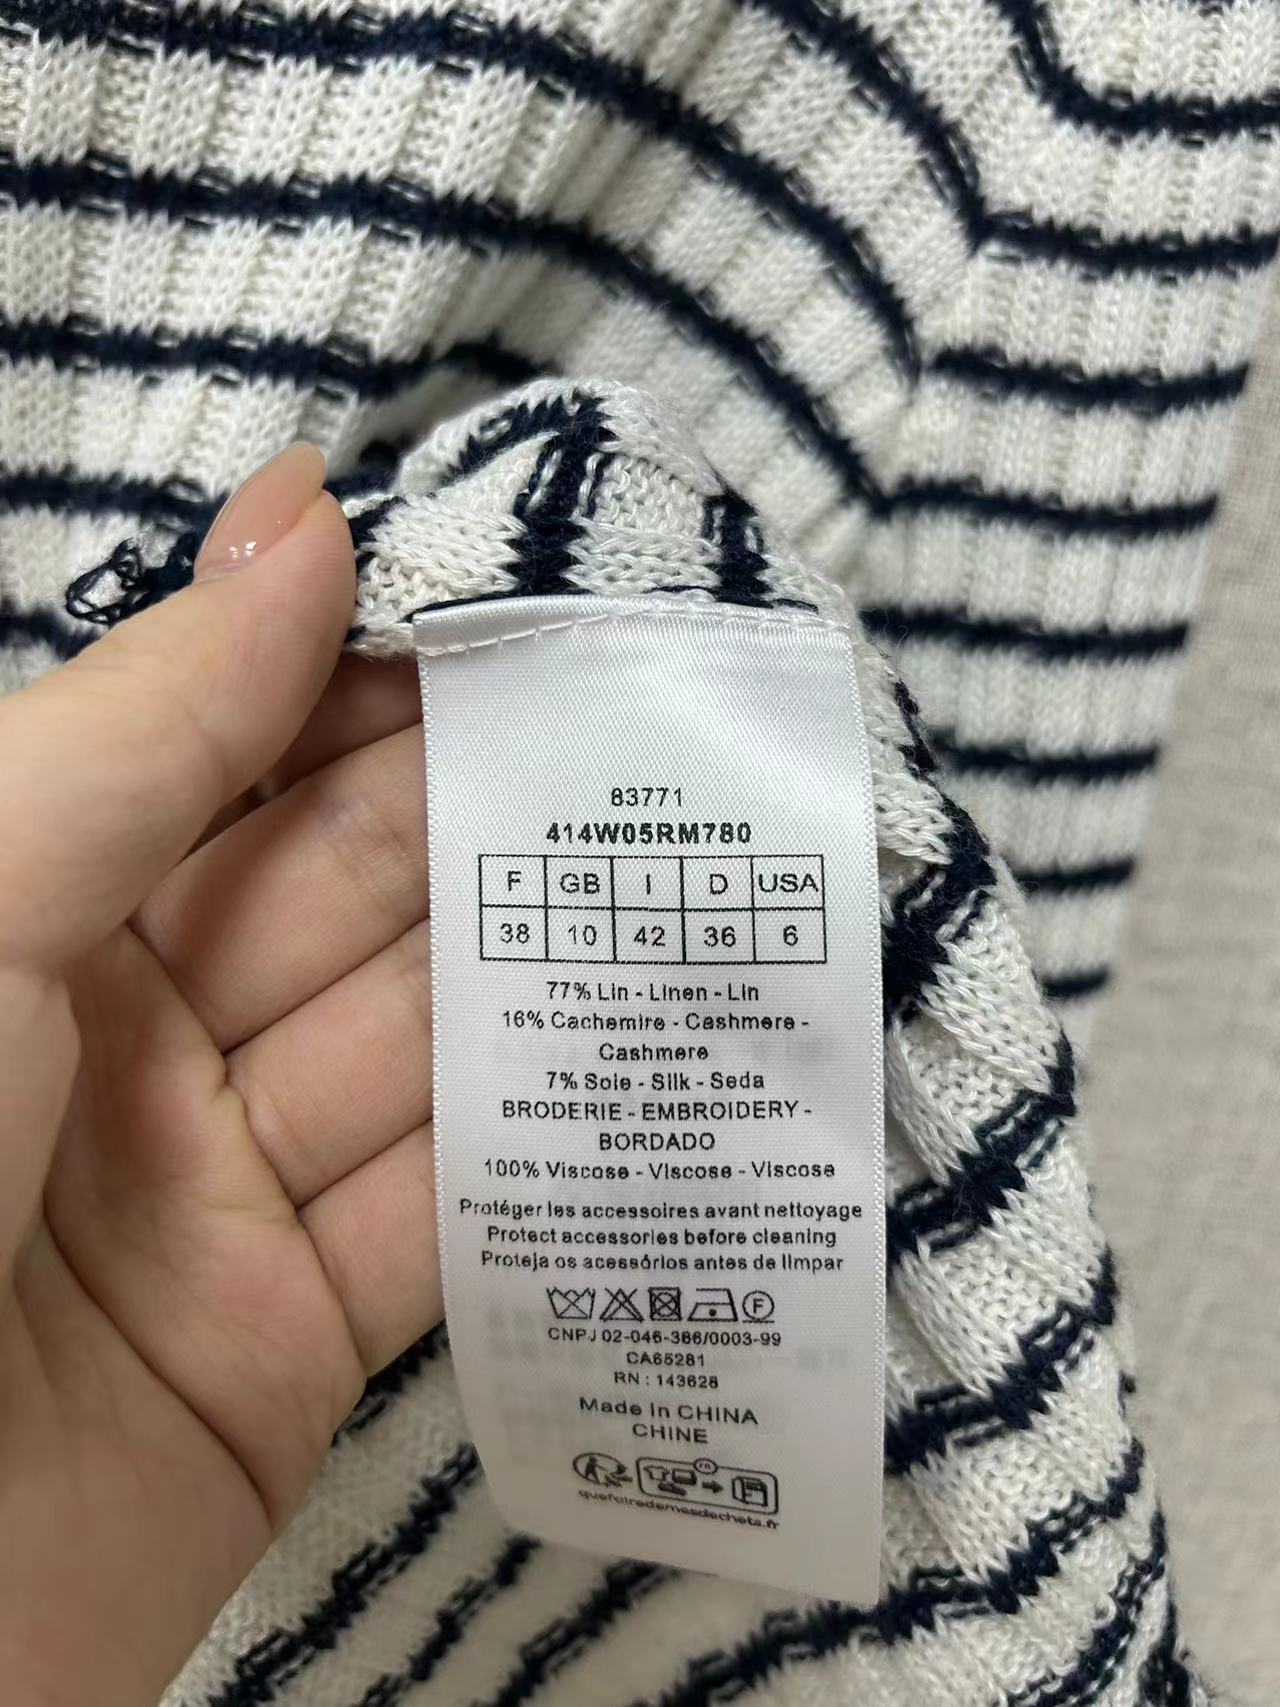 83771
414W05RM780
F GB I D USA
38 10 42 36 6
77% Lin - Linen - Lin
16% Cachemire - Cashmere -
Cashmere
7% Soie - Silk - Seda
BRODERIE - EMBROIDERY -
BORDADO
100% Viscose - Viscose - Viscose
Protéger les accessoires avant nettoyage
Protect accessories before cleaning
Proteja os acessórios antes de limpar
F
CNPJ 02-046-386/0003-99
CA65281
RN : 143628
Made in CHINA
CHINE
FR
quefairedemesdechets.fr